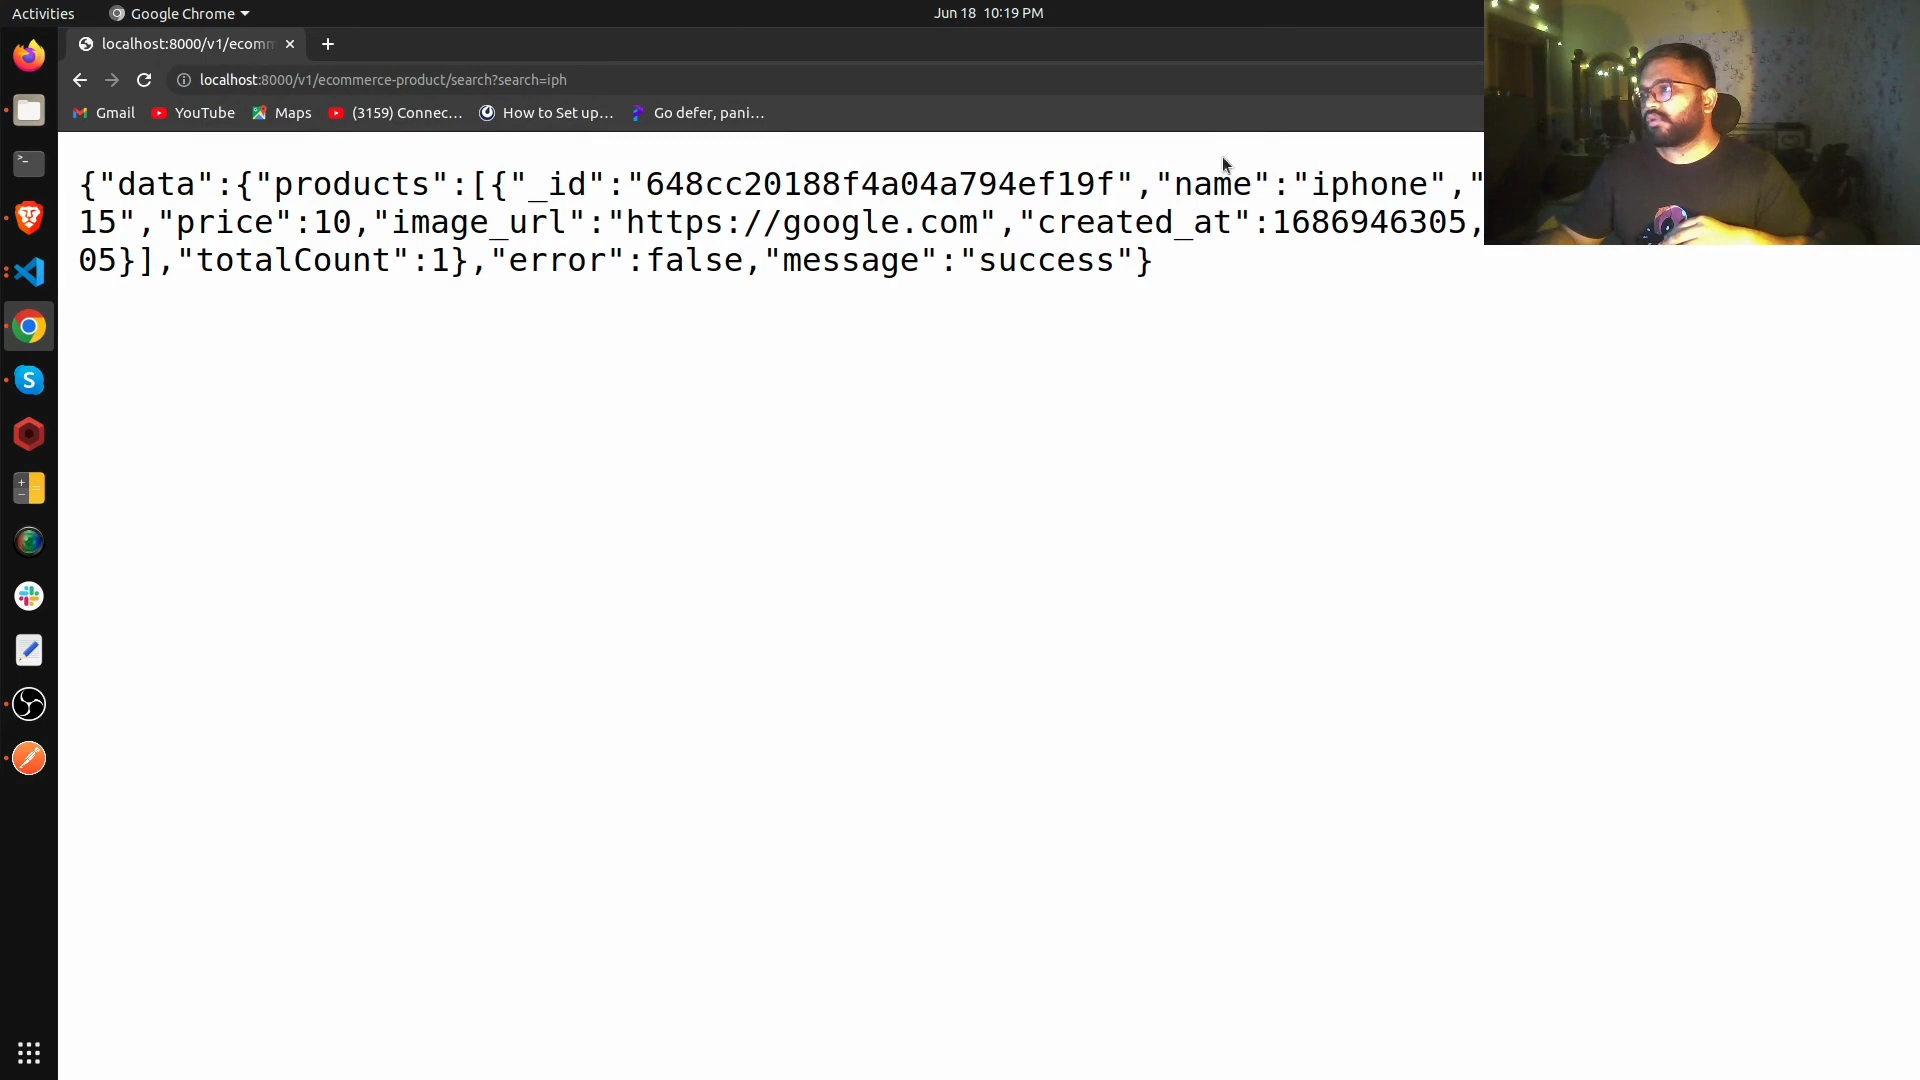 Activities
Google Chrome
Jun 18 10:19 PM
localhost:8000/v1/ecomm
localhost:8000/v1/ecommerce-product/search?search=iph
Gmail
YouTube
Maps
(3159) Connec...
How to Set up...
Go defer, pani...
{"data":{"products":[{"_id":"648cc20188f4a04a794ef19f","name":"iphone","
15","price":10,"image_url":"https://google.com","created_at":1686946305,
05}],"totalCount":1},"error":false,"message":"success"}